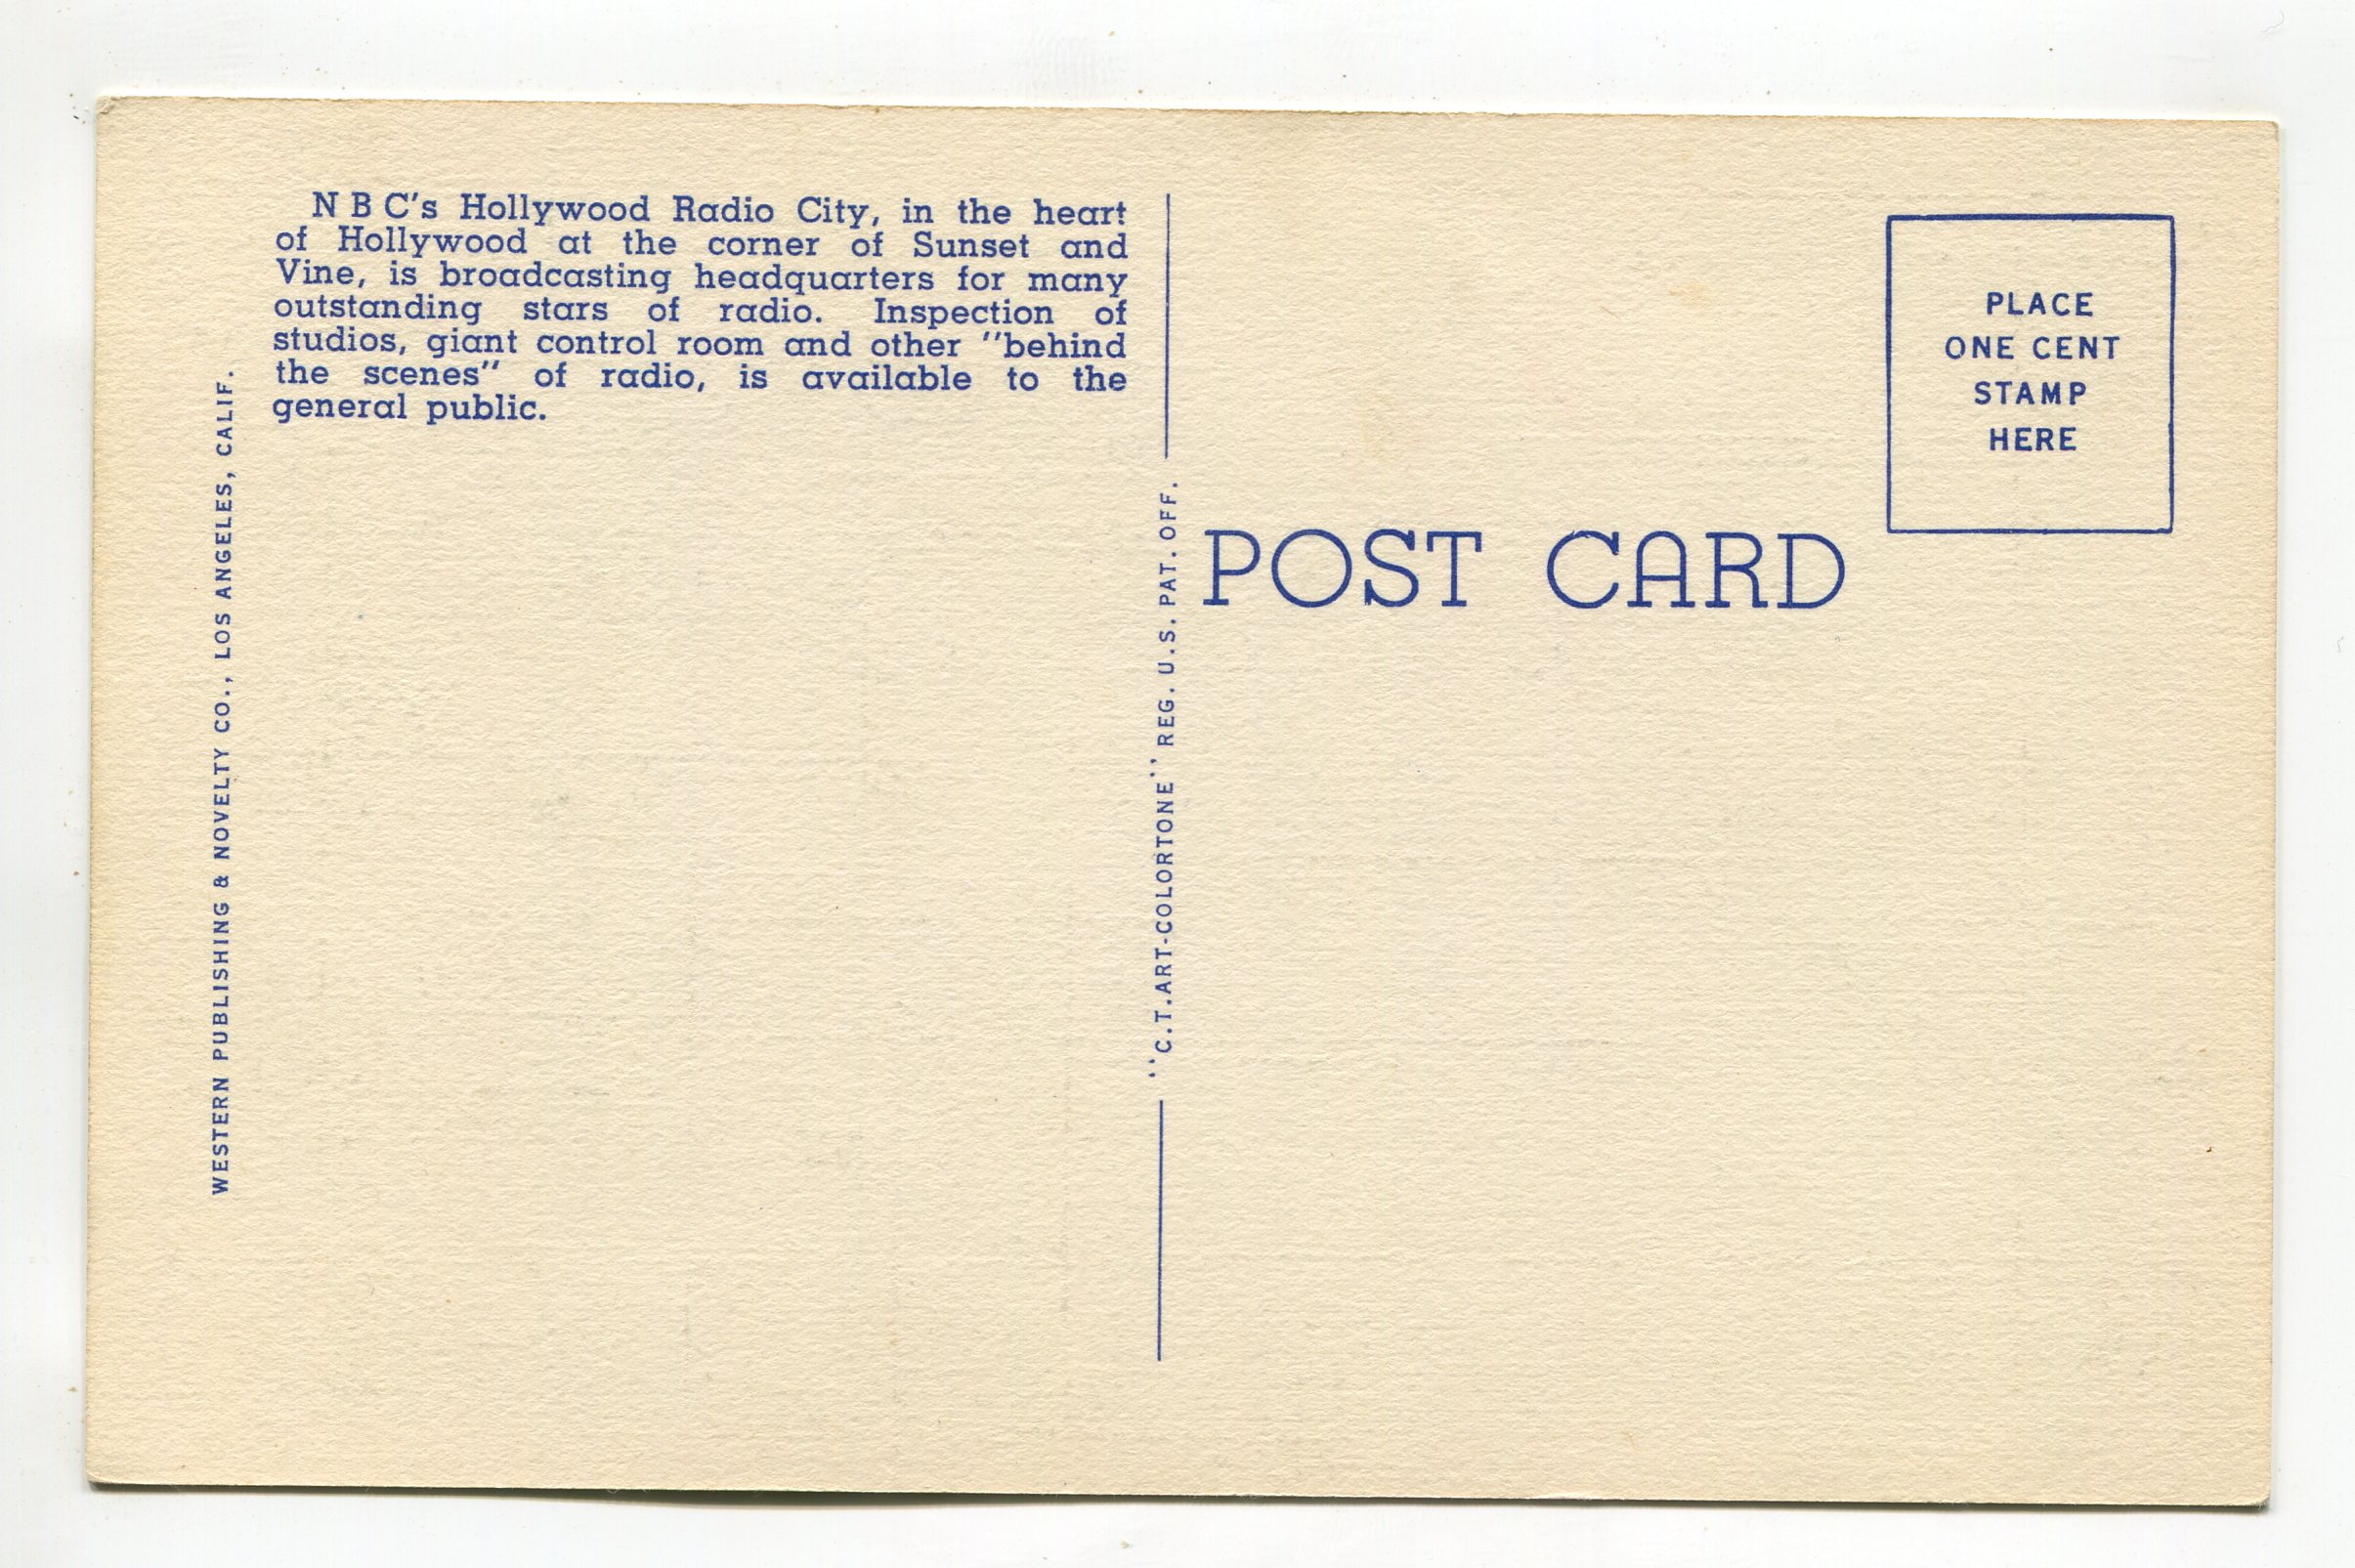 N B C's Hollywood Radio City, in the heart
of Hollywood at the corner of Sunset and
Vine, is broadcasting headquarters for many
outstanding stars of radio. Inspection of
studios, giant control room and other "behind
the scenes" of radio, is available to the
general public.
WESTERN PUBLISHING & NOVELTY CO., LOS ANGELES, CALIF.
"C.T.ART-COLORTONE" REG. U.S. PAT. OFF.
POST CARD
PLACE
ONE CENT
STAMP
HERE